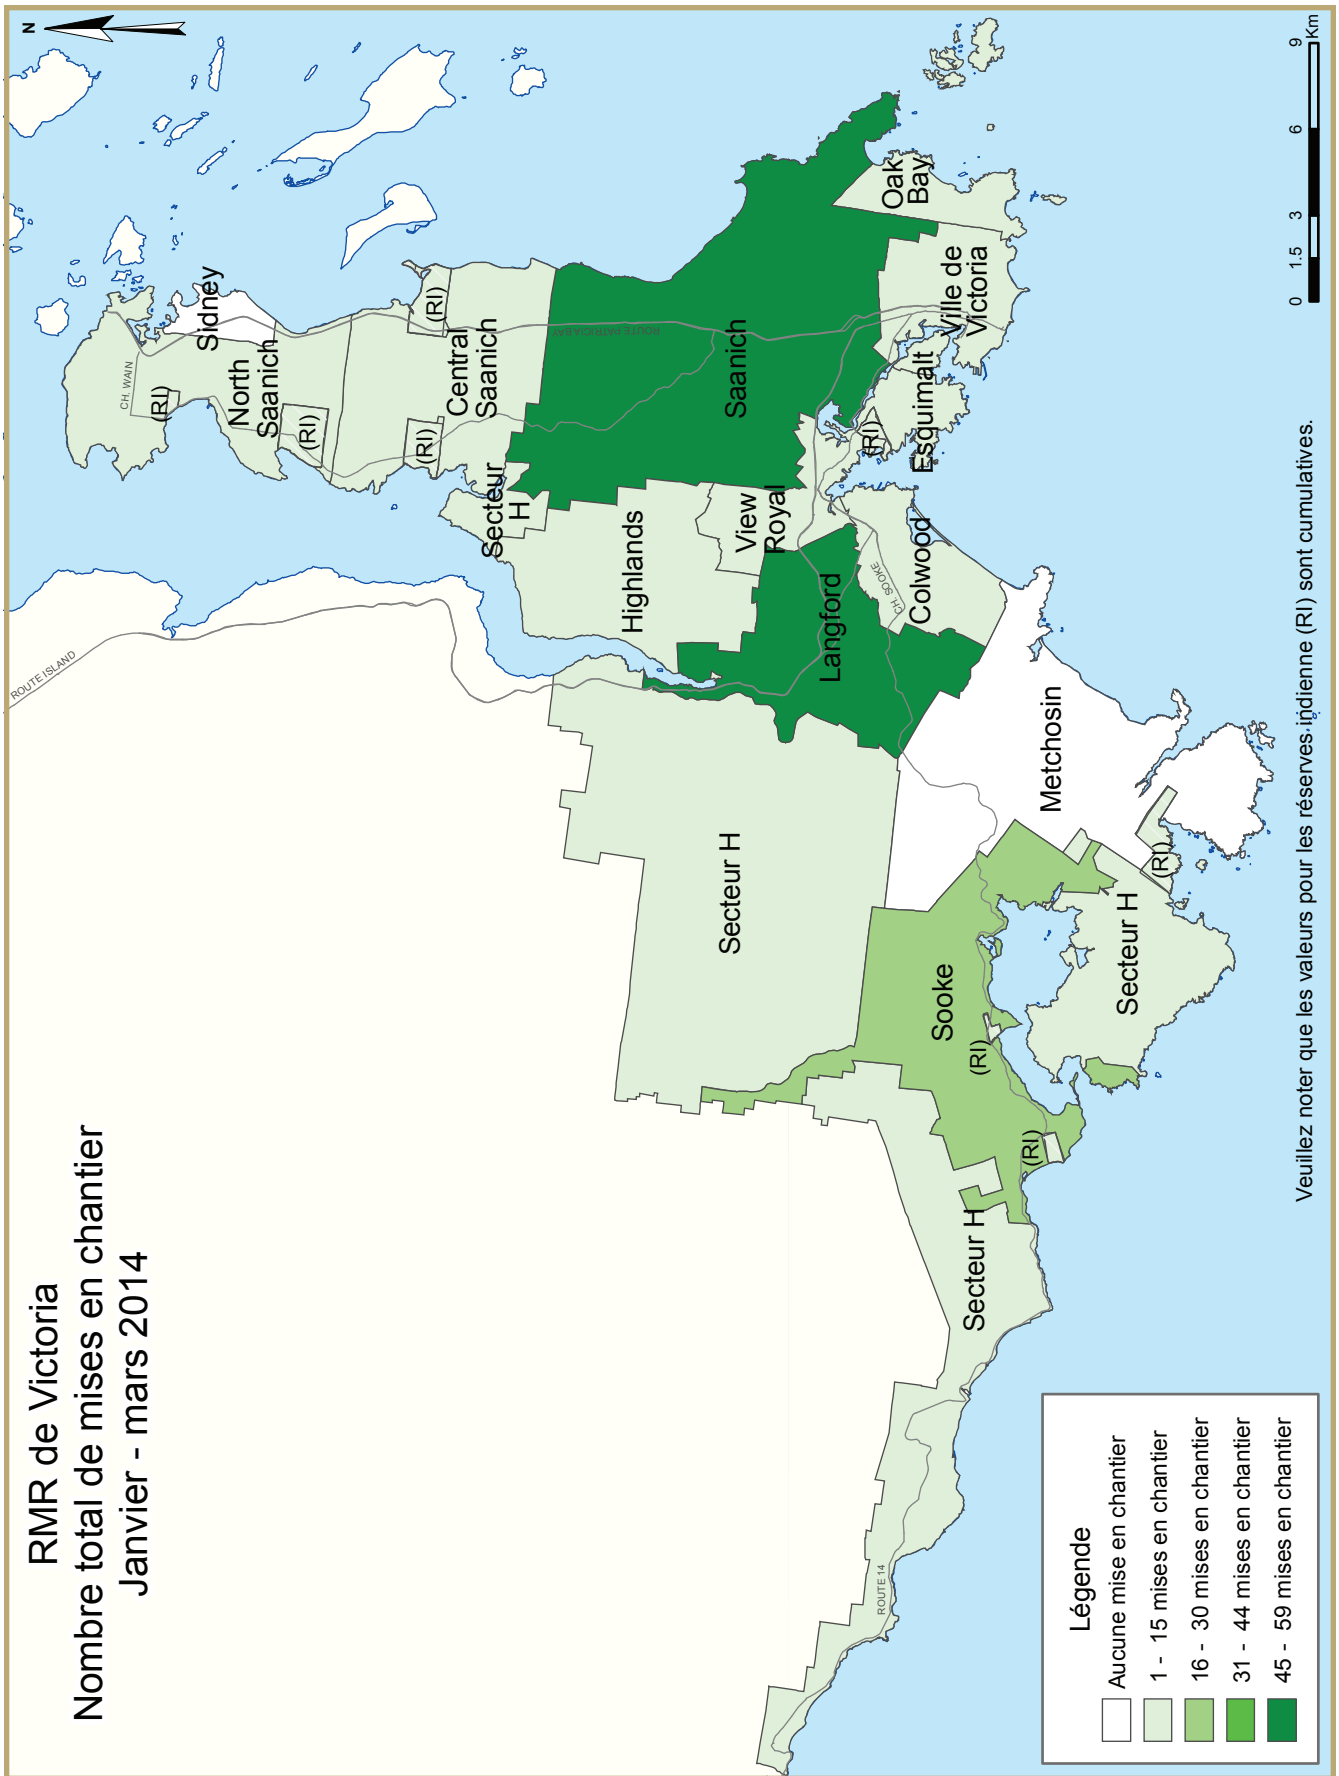 RMR de Victoria
Nombre total de mises en chantier
Janvier - mars 2014
N
ROUTE ISLAND
CH. WAIN
Sidney
(RI)
North
Saanich
(RI)
(RI)
Central
Saanich
(RI)
Secteur
H
ROUTE PATRICIA BAY
Saanich
Highlands
View
Royal
Oak
Bay
Ville de
Victoria
Esquimalt
(RI)
Langford
CH. SOOKE
Colwood
Metchosin
Secteur H
Sooke
(RI)
(RI)
(RI)
Secteur H
Secteur H
ROUTE 14
Légende
Aucune mise en chantier
1 - 15 mises en chantier
16 - 30 mises en chantier
31 - 44 mises en chantier
45 - 59 mises en chantier
0 1.5 3 6 9
Km
Veuillez noter que les valeurs pour les réserves indienne (RI) sont cumulatives.